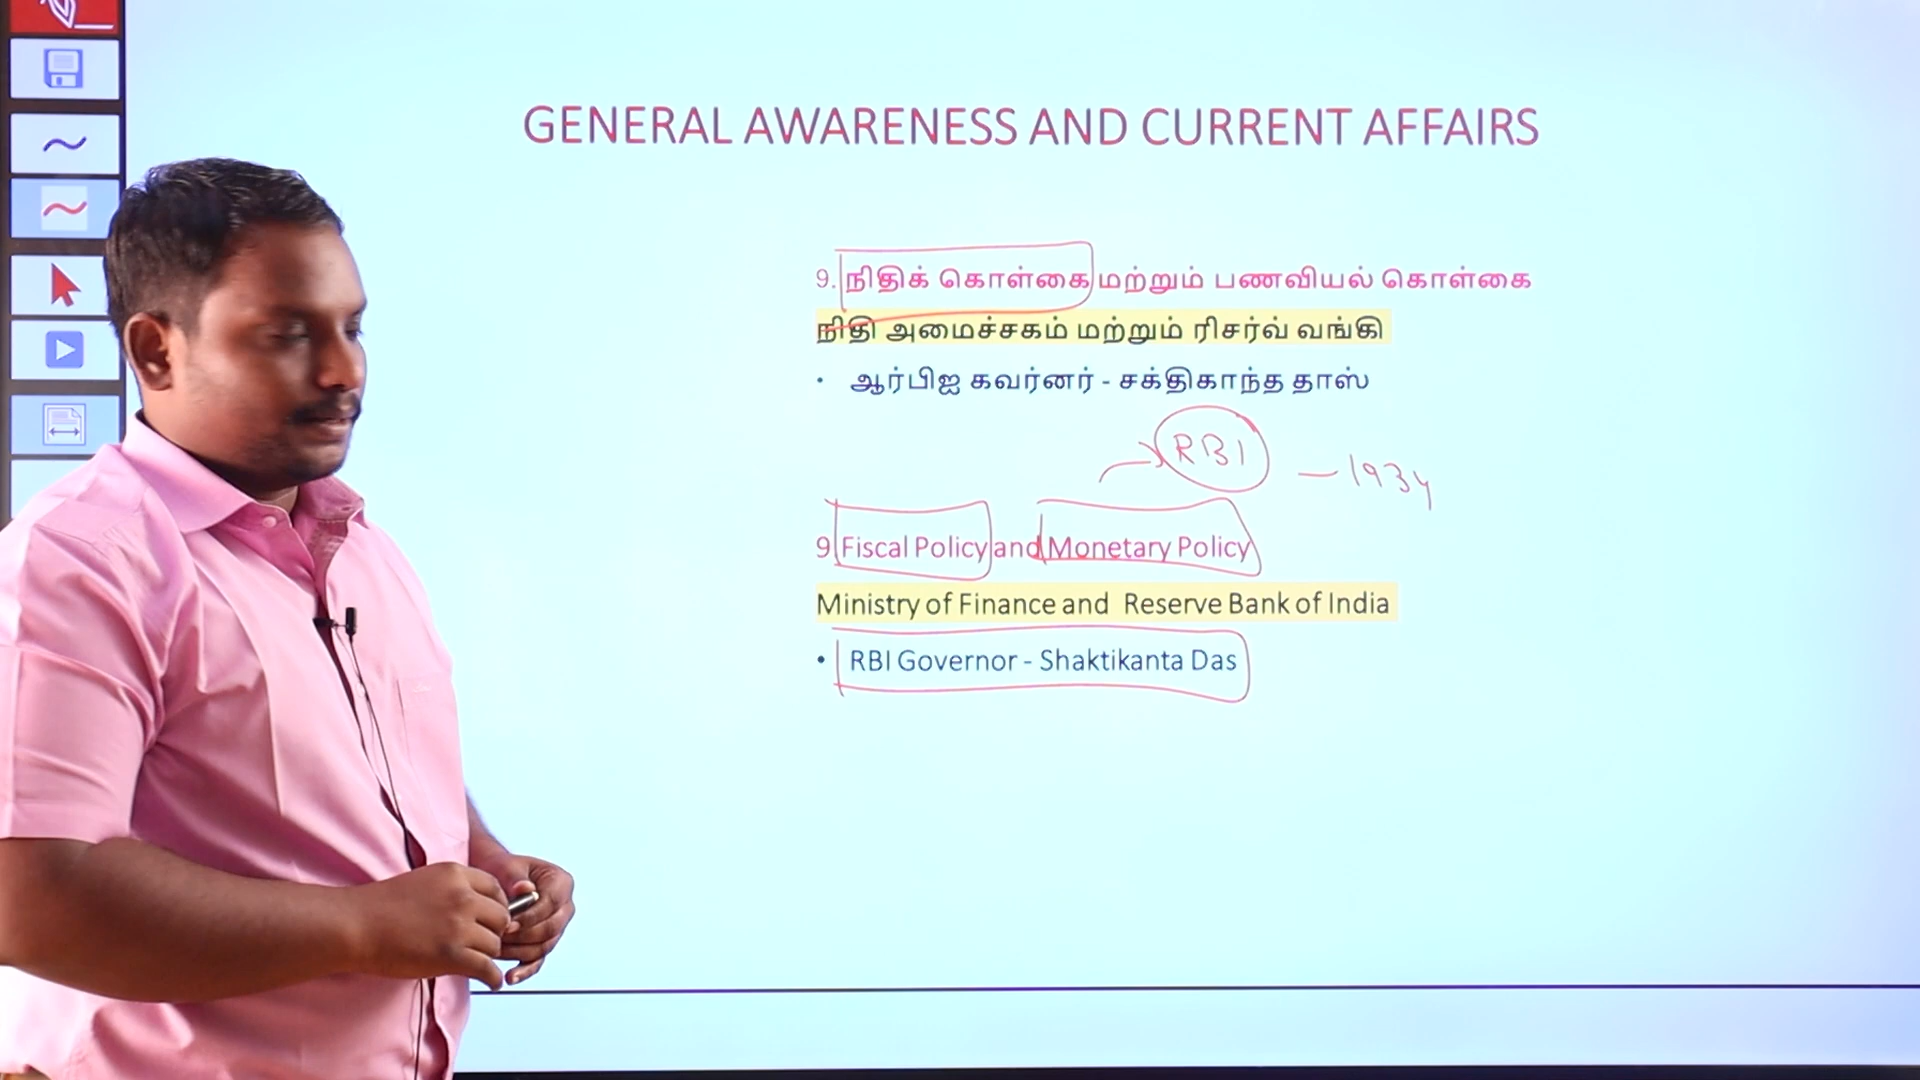 GENERAL AWARENESS AND CURRENT AFFAIRS
9. நிதிக் கொள்கை மற்றும் பணவியல் கொள்கை
நிதி அமைச்சகம் மற்றும் ரிசர்வ் வங்கி
• ஆர்பிஐ கவர்னர் - சக்திகாந்த தாஸ்
RBI - 1934
9 Fiscal Policy and Monetary Policy
Ministry of Finance and Reserve Bank of India
• RBI Governor - Shaktikanta Das